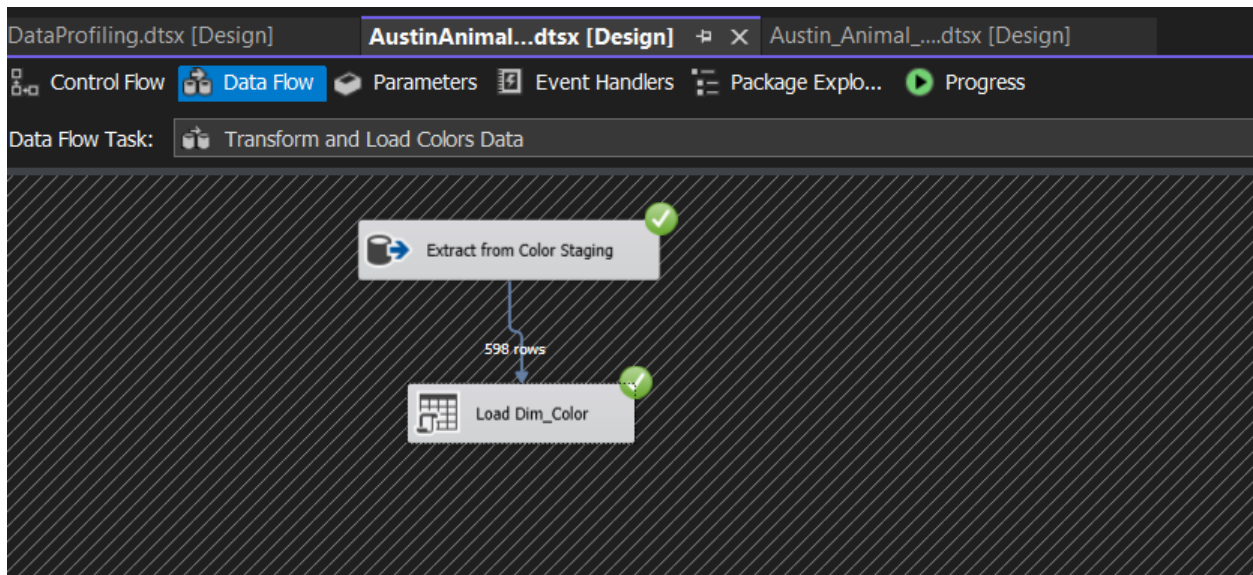 DataProfiling.dtsx [Design] AustinAnimal...dtsx [Design] Austin_Animal_....dtsx [Design]
Control Flow Data Flow Parameters Event Handlers Package Explo... Progress
Data Flow Task: Transform and Load Colors Data
Extract from Color Staging
598 rows
Load Dim_Color